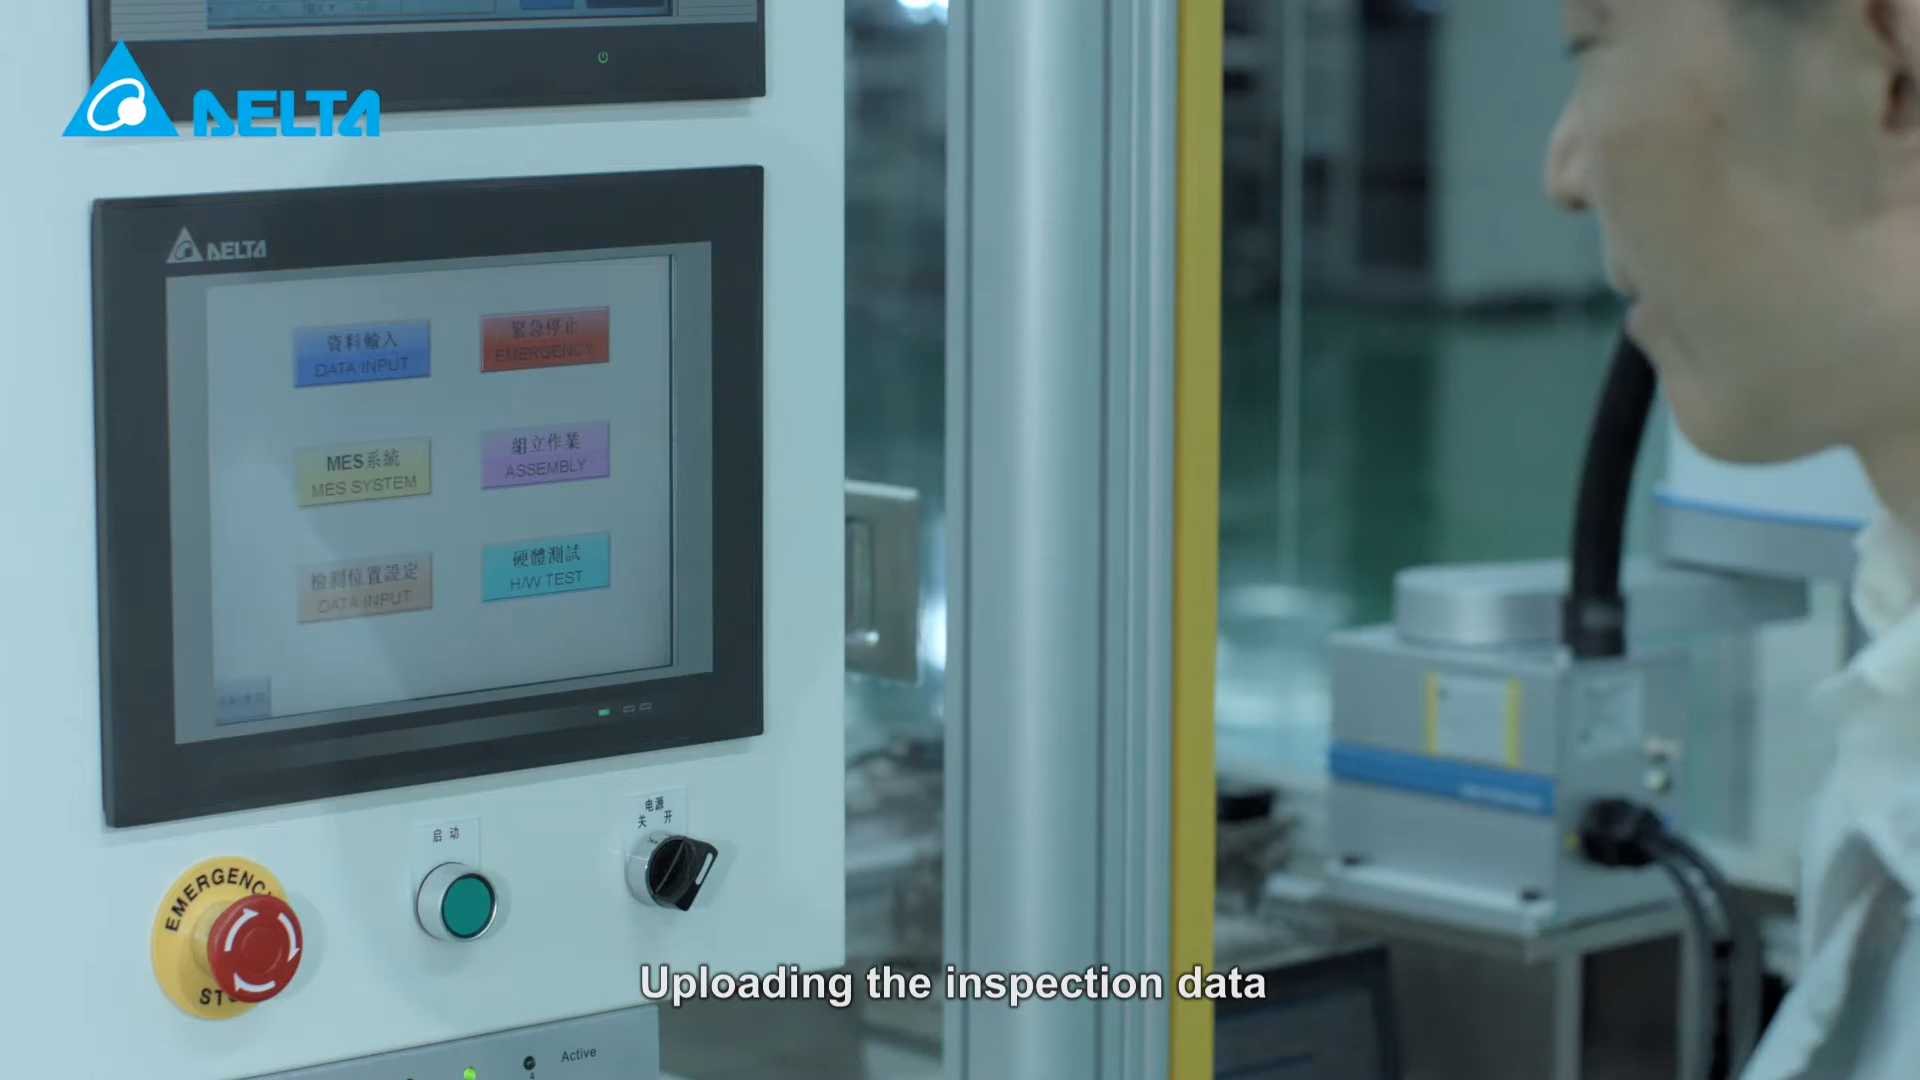 DELTA
DELTA
資料輸入
DATA INPUT
緊急停止
EMERGENCY
MES系統
MES SYSTEM
組立作業
ASSEMBLY
檢測位置設定
DATA INPUT
硬體測試
H/W TEST
启动
电源
关 开
EMERGENCY
Uploading the inspection data
Active
4